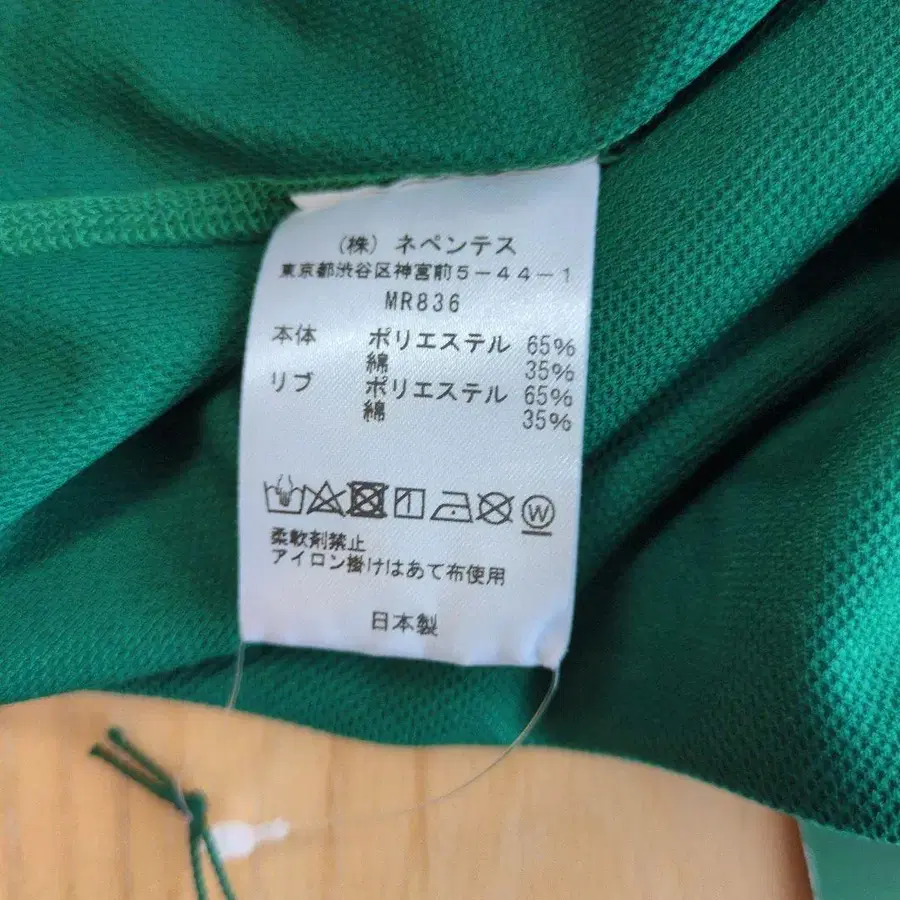 (株) ネペンテス
東京都渋谷区神宮前5-44-1
MR836
本体 ポリエステル 65%
綿 35%
リブ ポリエステル 65%
綿 35%
W
柔軟剤禁止
アイロン掛けはあて布使用
日本製